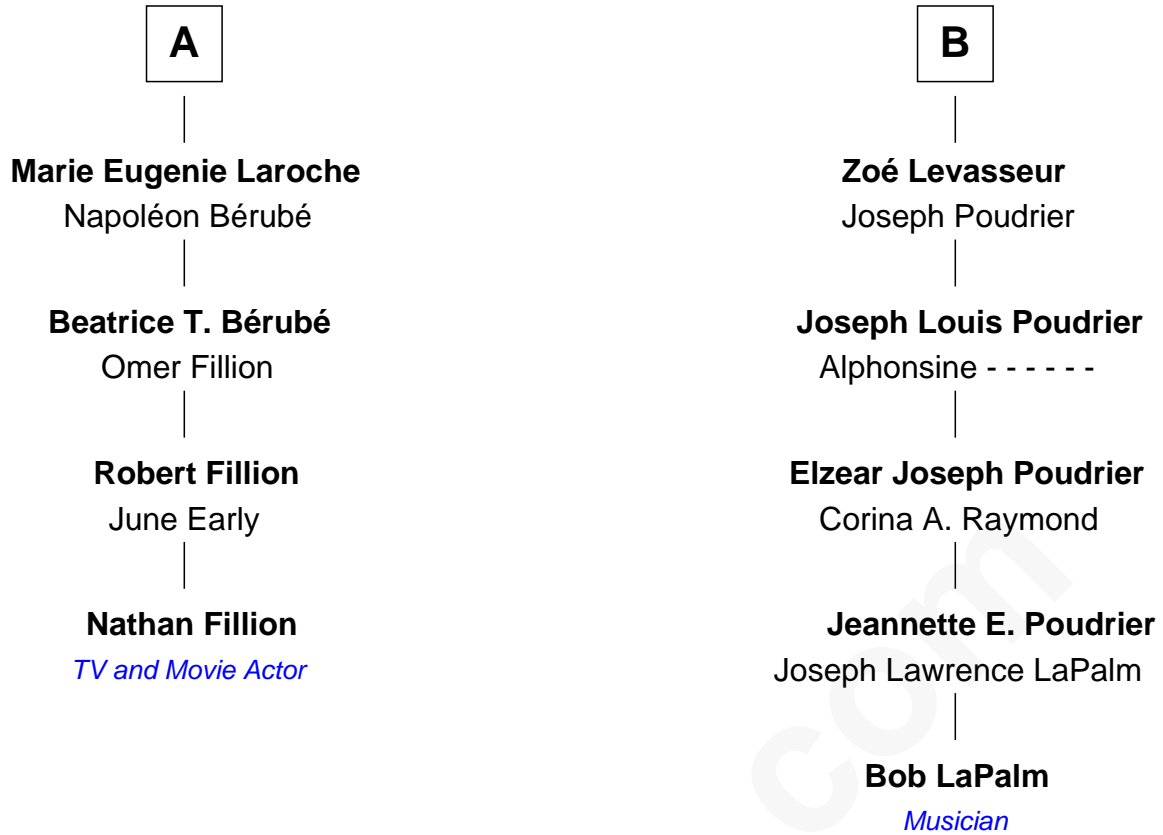 A
Marie Eugenie Laroche
Napoléon Bérubé
Beatrice T. Bérubé
Omer Fillion
Robert Fillion
June Early
Nathan Fillion
TV and Movie Actor
B
Zoé Levasseur
Joseph Poudrier
Joseph Louis Poudrier
Alphonsine - - - - - -
Elzear Joseph Poudrier
Corina A. Raymond
Jeannette E. Poudrier
Joseph Lawrence LaPalm
Bob LaPalm
Musician
com